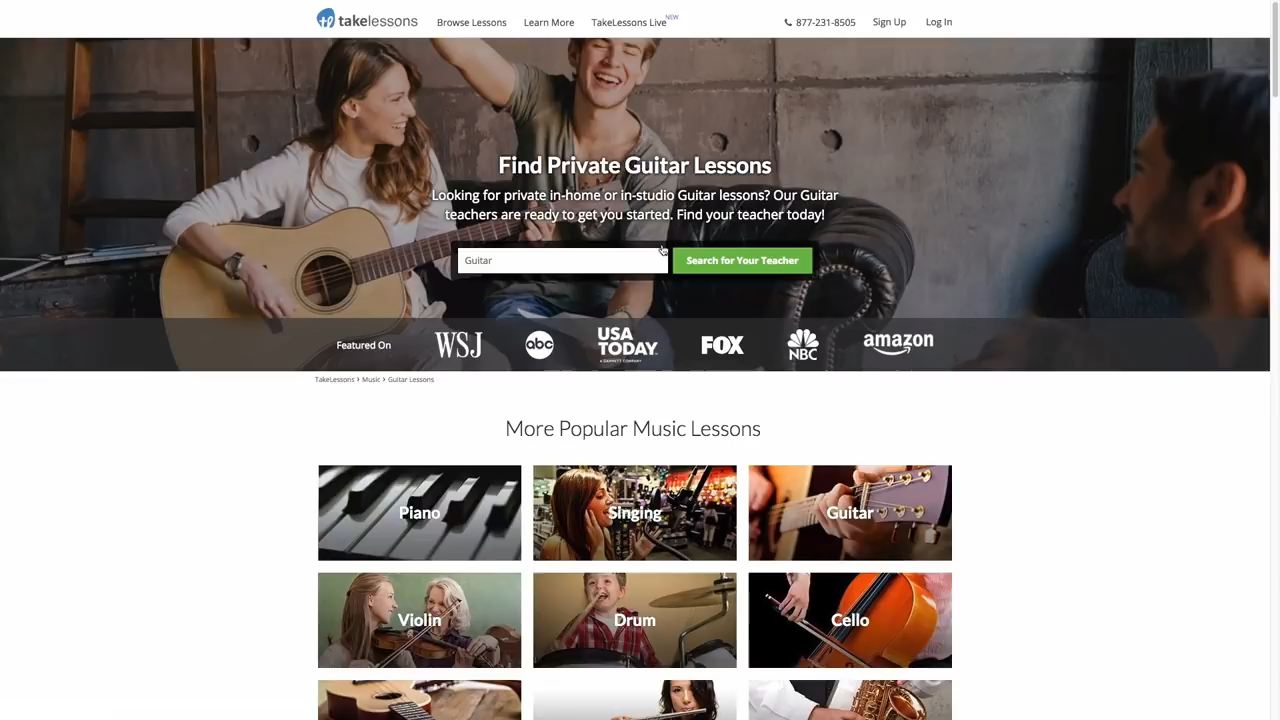 takelessons
Browse Lessons
Learn More
TakeLessons Live NEW
877-231-8505
Sign Up
Log In
Find Private Guitar Lessons
Looking for private in-home or in-studio Guitar lessons? Our Guitar
teachers are ready to get you started. Find your teacher today!
Guitar
Search for Your Teacher
Featured On
WSJ
abc
USA
TODAY
A GANNETT COMPANY
FOX
NBC
amazon
TakeLessons > Music > Guitar Lessons
More Popular Music Lessons
Piano
Singing
Guitar
Violin
Drum
Cello